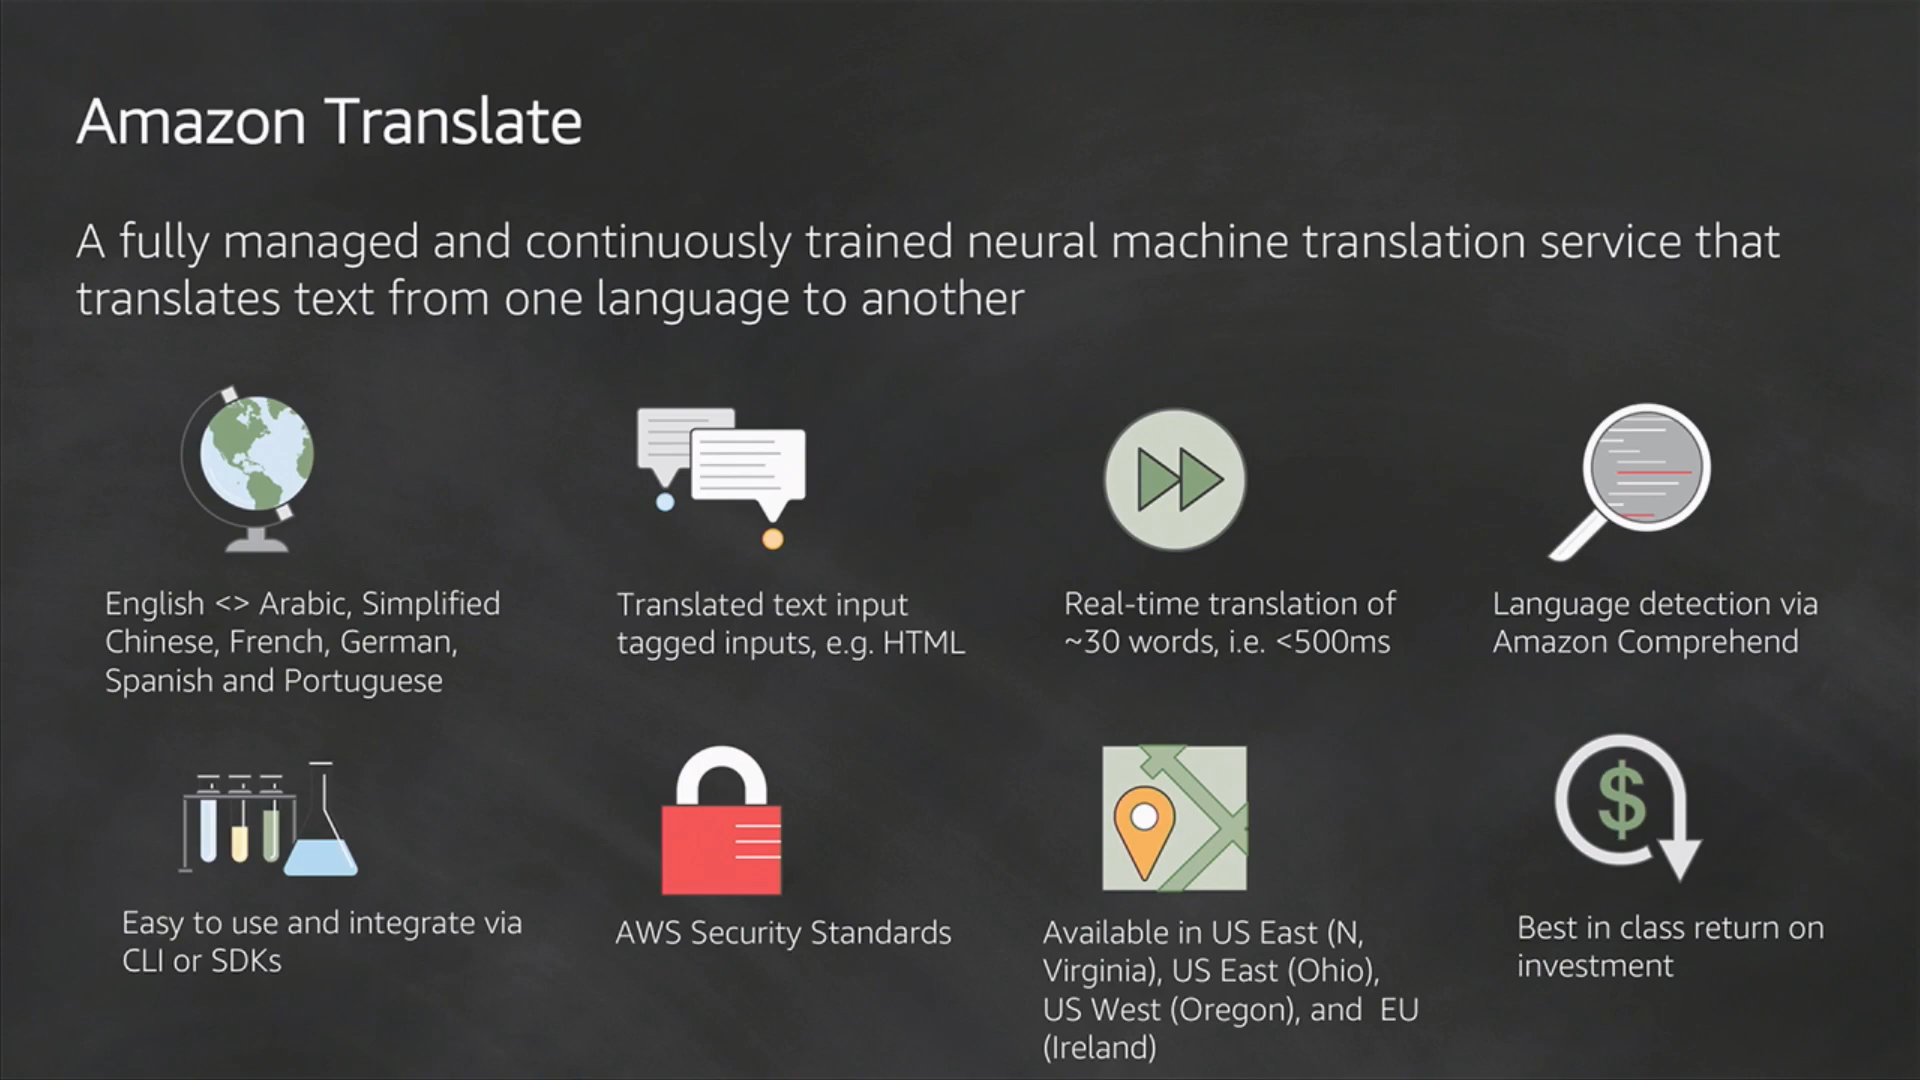 Amazon Translate
A fully managed and continuously trained neural machine translation service that
translates text from one language to another
English <> Arabic, Simplified
Chinese, French, German,
Spanish and Portuguese
Translated text input
tagged inputs, e.g. HTML
Real-time translation of
~30 words, i.e. <500ms
Language detection via
Amazon Comprehend
Easy to use and integrate via
CLI or SDKs
AWS Security Standards
Available in US East (N,
Virginia), US East (Ohio),
US West (Oregon), and  EU
(Ireland)
$
Best in class return on
investment